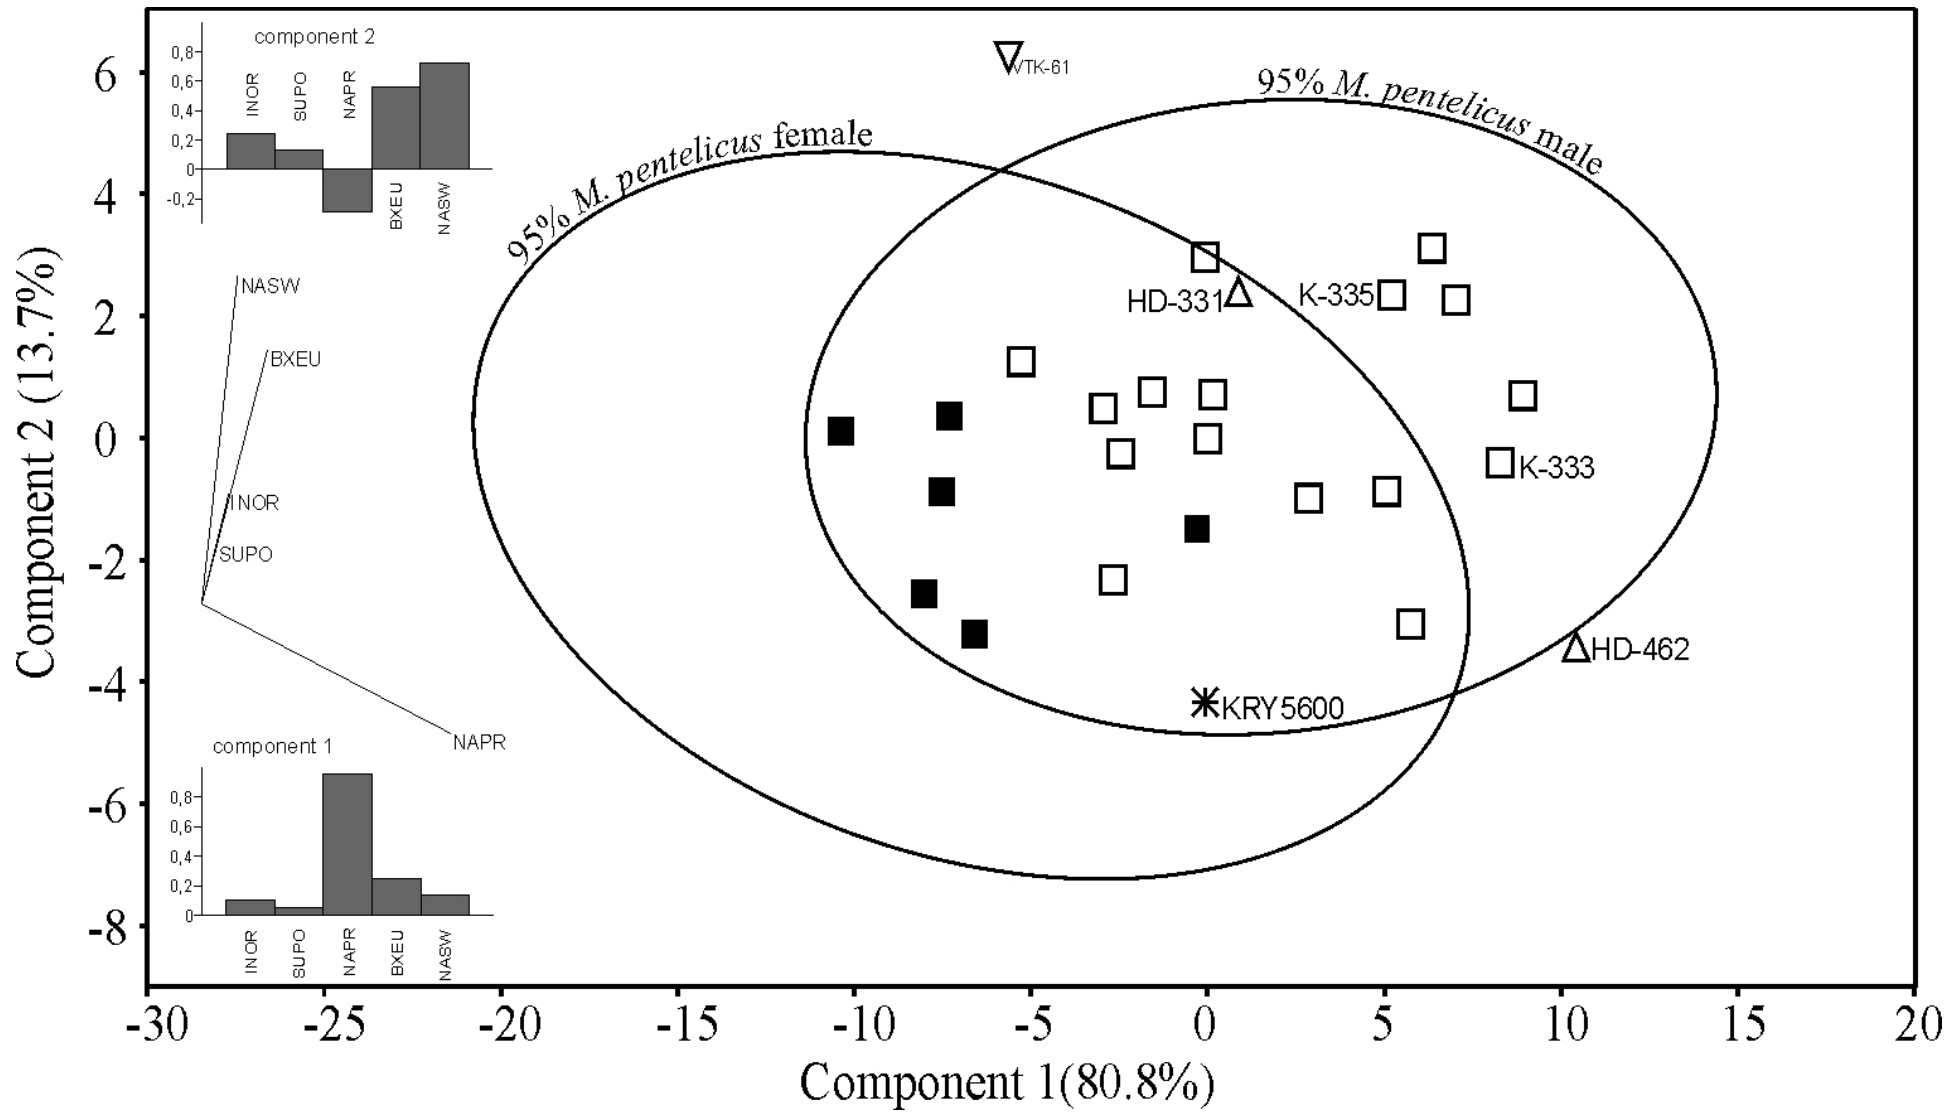 component 2
0,8
0,6
0,4
0,2
0
-0,2
INOR
SUPO
NAPR
BXEU
NASW
VTK-61
95% M. pentelicus male
95% M. pentelicus female
6
4
2
0
-2
-4
-6
-8
Component 2 (13.7%)
NASW
BXEU
INOR
SUPO
NAPR
HD-331
K-335
K-333
HD-462
KRY5600
component 1
0,8
0,6
0,4
0,2
0
INOR
SUPO
NAPR
BXEU
NASW
-30 -25 -20 -15 -10 -5 0 5 10 15 20
Component 1(80.8%)